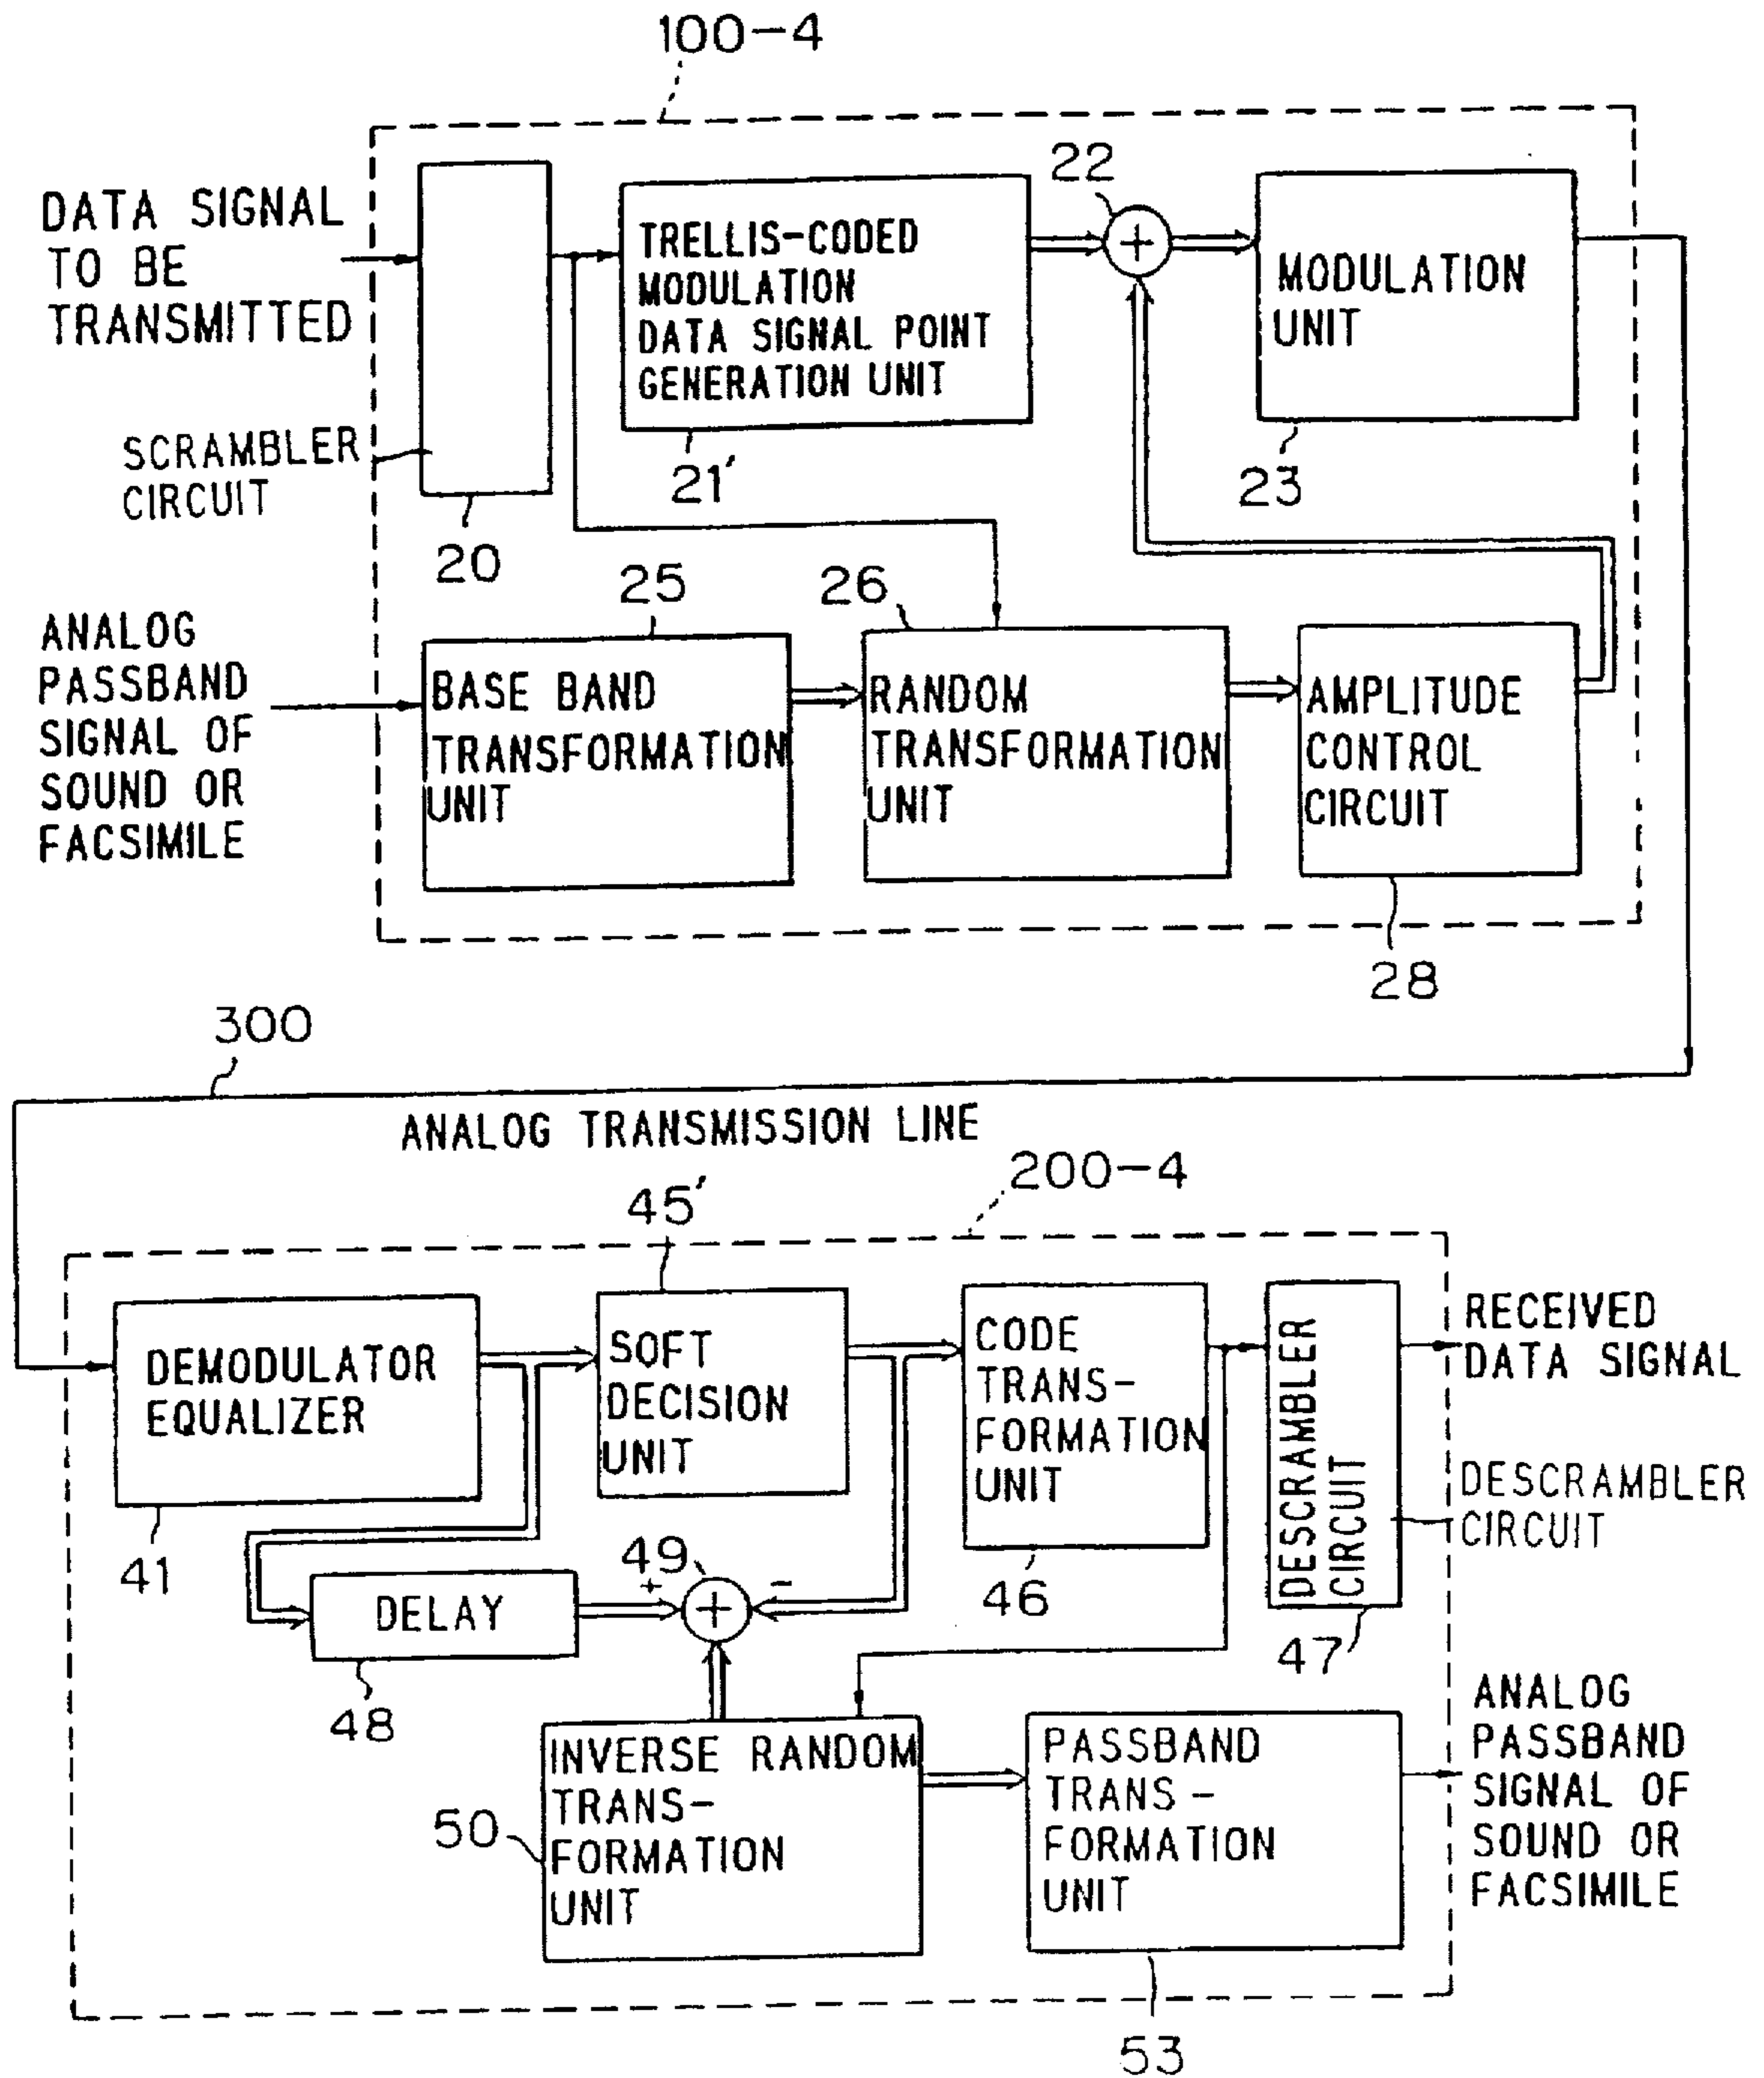 100-4
DATA SIGNAL
TO BE
TRANSMITTED
SCRAMBLER
CIRCUIT
20
TRELLIS-CODED
MODULATION
DATA SIGNAL POINT
GENERATION UNIT
21'
22
+
MODULATION
UNIT
23
ANALOG
PASSBAND
SIGNAL OF
SOUND OR
FACSIMILE
25
BASE BAND
TRANSFORMATION
UNIT
26
RANDOM
TRANSFORMATION
UNIT
AMPLITUDE
CONTROL
CIRCUIT
28
300
ANALOG TRANSMISSION LINE
200-4
DEMODULATOR
EQUALIZER
41
45'
SOFT
DECISION
UNIT
CODE
TRANS-
FORMATION
UNIT
46
DESCRAMBLER
CIRCUIT
47
RECEIVED
DATA SIGNAL
DESCRAMBLER
CIRCUIT
DELAY
48
49
+
-
+
INVERSE RANDOM
TRANS-
FORMATION
UNIT
50
PASSBAND
TRANS-
FORMATION
UNIT
53
ANALOG
PASSBAND
SIGNAL OF
SOUND OR
FACSIMILE